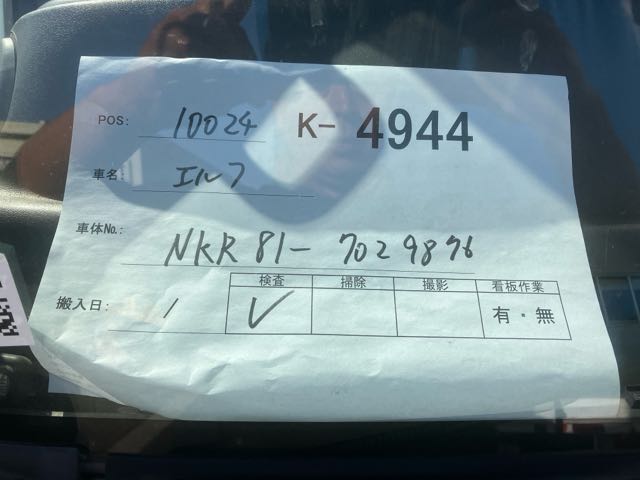 POS: 10024 K-4944
車名: エルフ
車体No.: NKR81-7029876
検査 掃除 撮影 看板作業
搬入日: / ✓ 有・無